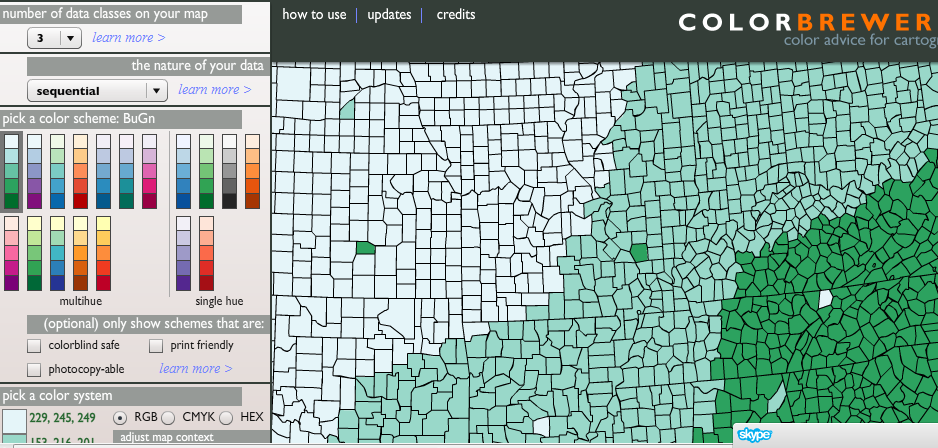 number of data classes on your map
how to use | updates | credits
COLORBREWER
3
learn more >
color advice for cartog
the nature of your data
sequential
learn more >
pick a color scheme: BuGn
multihue
single hue
(optional) only show schemes that are:
colorblind safe
print friendly
photocopy-able
learn more >
pick a color system
229, 245, 249
RGB
CMYK
HEX
153, 216, 201
adjust map context
skype